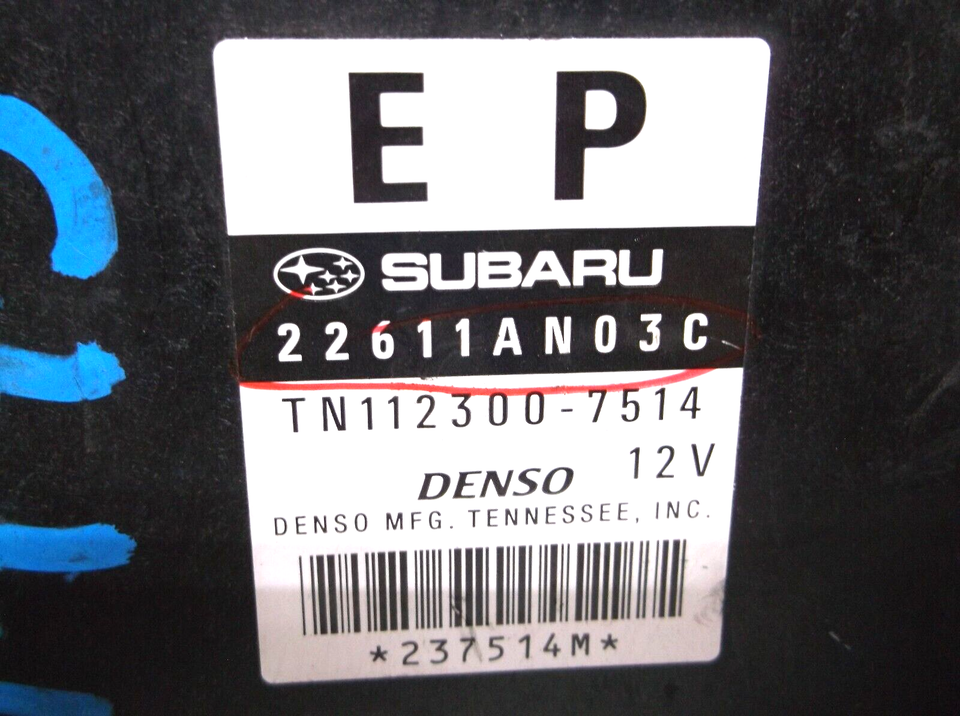 E P
SUBARU
22611AN03C
TN112300-7514
12V
DENSO
DENSO MFG. TENNESSEE, INC.
*237514M*